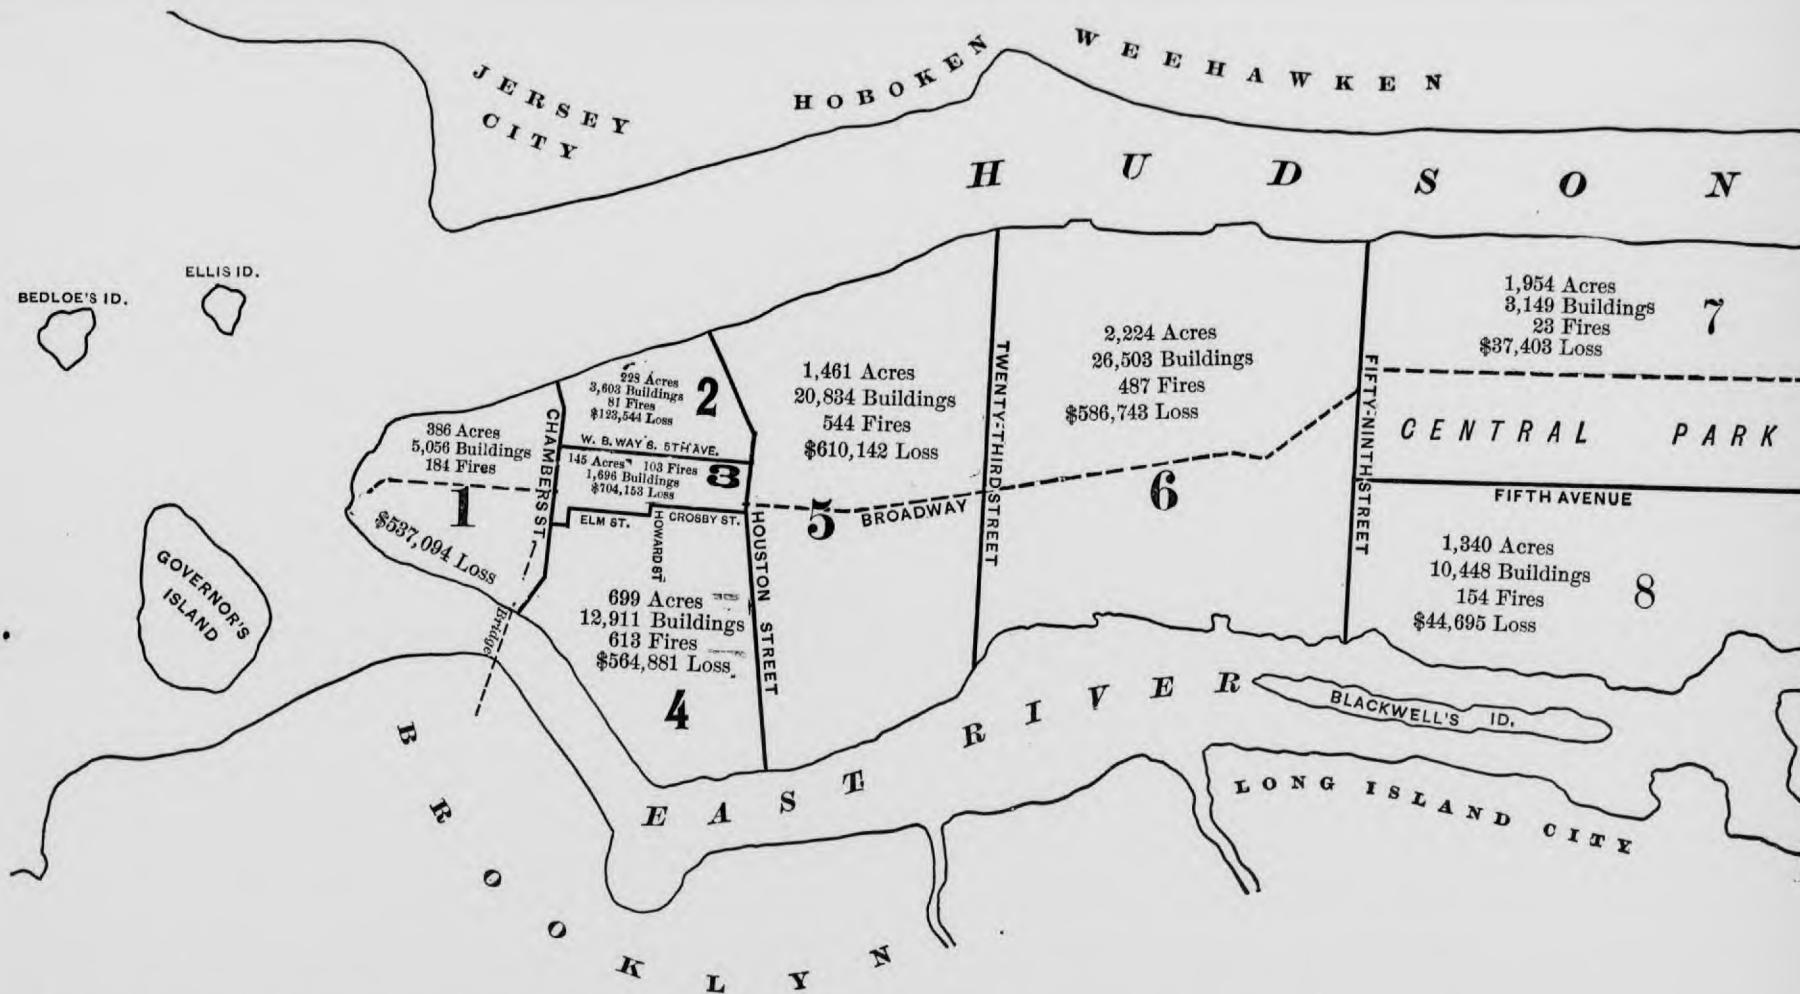 JERSEY
CITY
HOBOKEN
WEEHAWKEN
HUDSON
BEDLOE'S ID.
ELLIS ID.
GOVERNOR'S
ISLAND
386 Acres
5,056 Buildings
184 Fires
1
$537,094 Loss
Bridge
CHAMBERS ST.
228 Acres
3,603 Buildings
81 Fires
$123,544 Loss
2
W. B. WAY & 5TH AVE.
145 Acres 103 Fires
1,696 Buildings
$704,153 Loss
3
ELM ST.
CROSBY ST.
HOWARD ST
699 Acres
12,911 Buildings
613 Fires
$564,881 Loss
4
HOUSTON STREET
1,461 Acres
20,834 Buildings
544 Fires
$610,142 Loss
5
BROADWAY
TWENTY-THIRD STREET
2,224 Acres
26,503 Buildings
487 Fires
$586,743 Loss
6
FIFTY-NINTH STREET
1,954 Acres
3,149 Buildings
23 Fires
$37,403 Loss
7
CENTRAL PARK
FIFTH AVENUE
1,340 Acres
10,448 Buildings
154 Fires
$44,695 Loss
8
EAST RIVER
BLACKWELL'S ID.
LONG ISLAND CITY
BROOKLYN